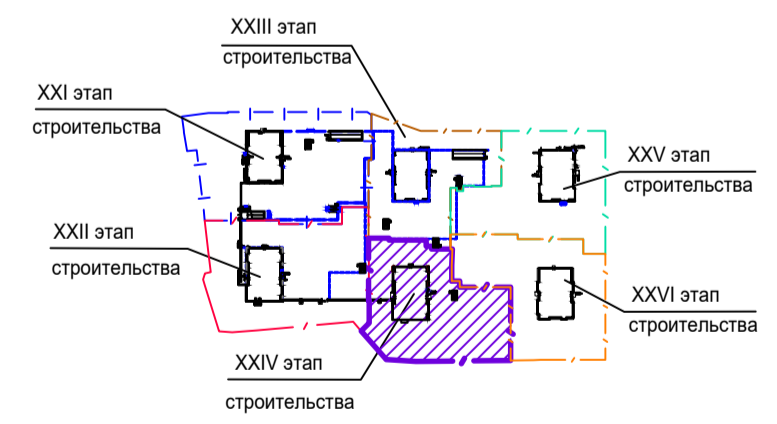 XXIII этап
строительства
XXI этап
строительства
XXV этап
строительства
XXII этап
строительства
XXVI этап
строительства
XXIV этап
строительства